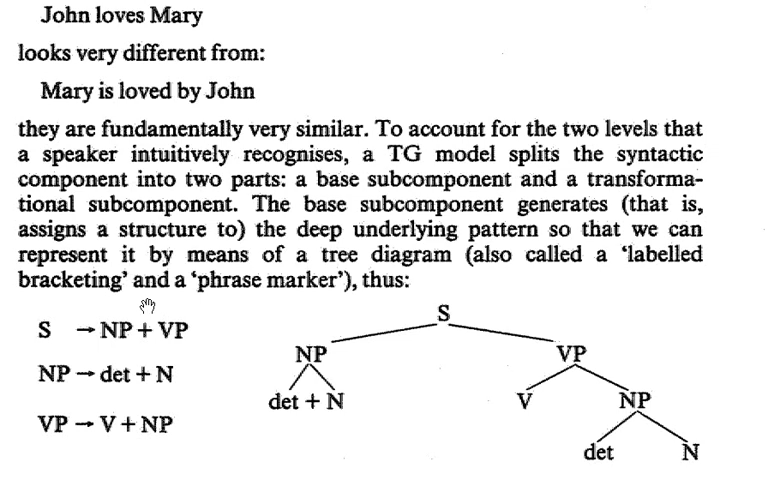 John loves Mary
looks very different from:
Mary is loved by John
they are fundamentally very similar. To account for the two levels that
a speaker intuitively recognises, a TG model splits the syntactic
component into two parts: a base subcomponent and a transforma-
tional subcomponent. The base subcomponent generates (that is,
assigns a structure to) the deep underlying pattern so that we can
represent it by means of a tree diagram (also called a ‘labelled
bracketing’ and a ‘phrase marker’), thus:
S → NP + VP
NP → det + N
VP → V + NP
S
NP VP
det + N V NP
det N